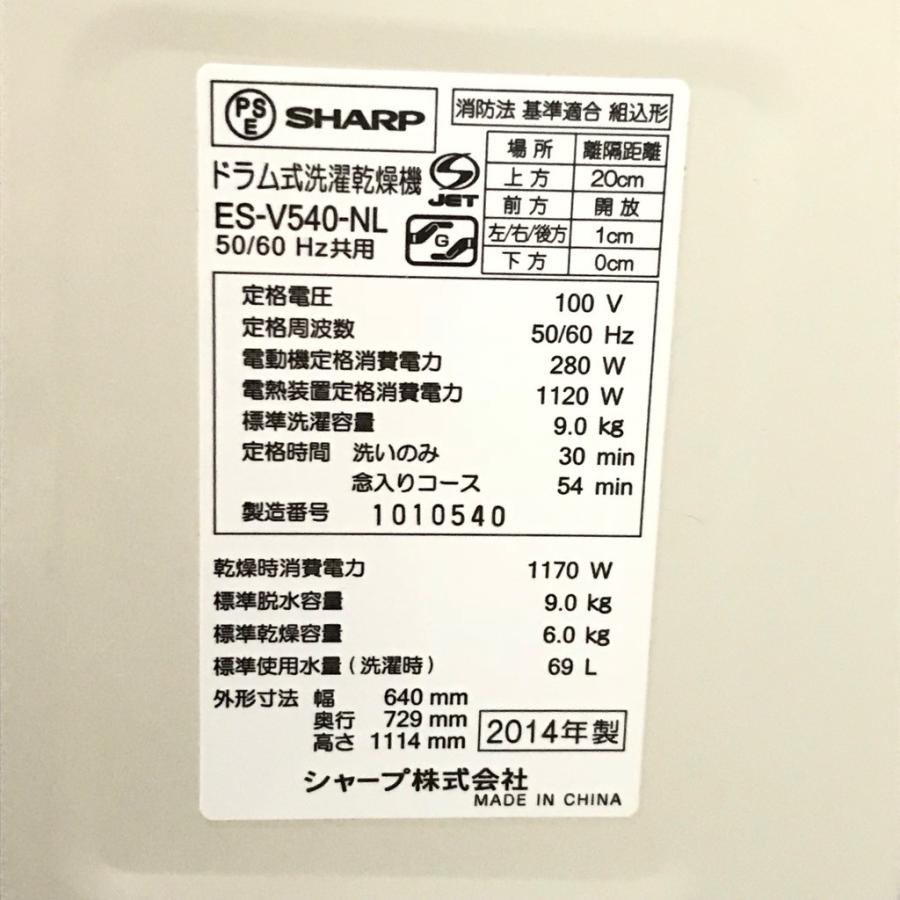 PSE SHARP
消防法 基準適合 組込形
ドラム式洗濯乾燥機
ES-V540-NL
50/60 Hz共用
S JET
G
場所 離隔距離
上方 20cm
前方 開放
左/右/後方 1cm
下方 0cm
定格電圧 100 V
定格周波数 50/60 Hz
電動機定格消費電力 280 W
電熱装置定格消費電力 1120 W
標準洗濯容量 9.0 kg
定格時間 洗いのみ 30 min
念入りコース 54 min
製造番号 1010540
乾燥時消費電力 1170 W
標準脱水容量 9.0 kg
標準乾燥容量 6.0 kg
標準使用水量(洗濯時) 69 L
外形寸法 幅 640 mm
奥行 729 mm
高さ 1114 mm
2014年製
シャープ株式会社
MADE IN CHINA